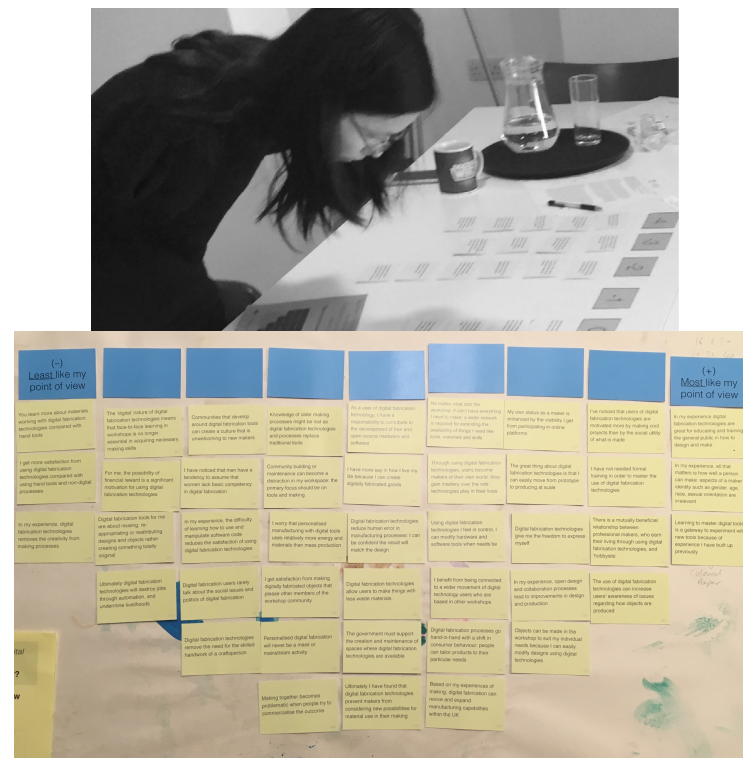 (−)
Least like my
point of view
(+)
Most like my
point of view
You learn more about materials
working with digital fabrication
technologies compared with
hand tools
I get more satisfaction from
using digital fabrication
technologies compared with
using hand tools and non-digital
processes
In my experience, digital
fabrication technologies
removes the creativity from
making processes
The 'digital' nature of digital
fabrication technologies means
that face-to-face learning in
workshops is no longer
essential in acquiring necessary
making skills
For me, the possibility of
financial reward is a significant
motivation for using digital
fabrication technologies
Digital fabrication tools for me
are about reusing, re-
appropriating or redistributing
designs and objects rather
creating something totally
original
Ultimately digital fabrication
technologies will destroy jobs
through automation, and
undermine livelihoods
Communities that develop
around digital fabrication tools
can create a culture that is
unwelcoming to new makers
I have noticed that men have a
tendency to assume that
women lack basic competency
in digital fabrication
In my experience, the difficulty
of learning how to use and
manipulate software code
reduces the satisfaction of using
digital fabrication technologies
Digital fabrication users rarely
talk about the social issues and
politics of digital fabrication
Digital fabrication technologies
remove the need for the skilled
handwork of a craftsperson
Knowledge of older making
processes might be lost as
digital fabrication technologies
and processes replace
traditional tools
Community building or
maintenance can become a
distraction in my workspace: the
primary focus should be on
tools and making
I worry that personalised
manufacturing with digital tools
uses relatively more energy and
materials then mass production
I get satisfaction from making
digitally fabricated objects that
please other members of the
workshop community
Personalised digital fabrication
will never be a mass or
mainstream activity
Making together becomes
problematic when people try to
commercialise the outcome
As a user of digital fabrication
technology, I have a
responsibility to contribute to
the development of free and
open source hardware and
software
I have more say in how I live my
life because I can create
digitally fabricated goods
Digital fabrication technologies
reduce human error in
manufacturing processes: I can
be confident the result will
match the design
Digital fabrication technologies
allow users to make things with
less waste materials
The government must support
the creation and maintenance of
spaces where digital fabrication
technologies are available
Ultimately I have found that
digital fabrication technologies
prevent makers from
considering new possibilities for
material use in their making
No matter what
workshop, it won't have everything
I need to make: a wider network
is required for extending the
availability of things I need like
tools, materials and skills
Through using digital fabrication
technologies, users become
makers of their own world: they
gain mastery over the role
technologies play in their lives
Using digital fabrication
technologies I feel in control, I
can modify hardware and
software tools when needs be
I benefit from being connected
to a wider movement of digital
technology users who are
based in other workshops
Digital fabrication processes go
hand-in-hand with a shift in
consumer behaviour: people
can tailor products to their
particular needs
Based on my experiences of
making, digital fabrication can
revive and expand
manufacturing capabilities
within the UK
My own status as a maker is
enhanced by the visibility I get
from participating in online
platforms
The great thing about digital
fabrication technologies is that I
can easily move from prototype
to producing at scale
Digital fabrication technologies
give me the freedom to express
myself
In my experience, open design
and collaboration processes
lead to improvements in design
and production
Objects can be made in the
workshop to suit my individual
needs because I can easily
modify designs using digital
technologies
I've noticed that users of digital
fabrication technologies are
motivated more by making cool
projects than by the social utility
of what is made
I have not needed formal
training in order to master the
use of digital fabrication
technologies
There is a mutually beneficial
relationship between
professional makers, who earn
their living through using digital
fabrication technologies, and
'hobbyists'
The use of digital fabrication
technologies can increase
users' awareness of issues
regarding how objects are
produced
In my experience digital
fabrication technologies are
great for educating and training
the general public in how to
design and make
In my experience, all that
matters is how well a person
can make: aspects of a maker
identity such as gender, age,
race, sexual orientation are
irrelevant
Learning to master digital tools
is a gateway to experiment with
new tools because of
experience I have built up
previously